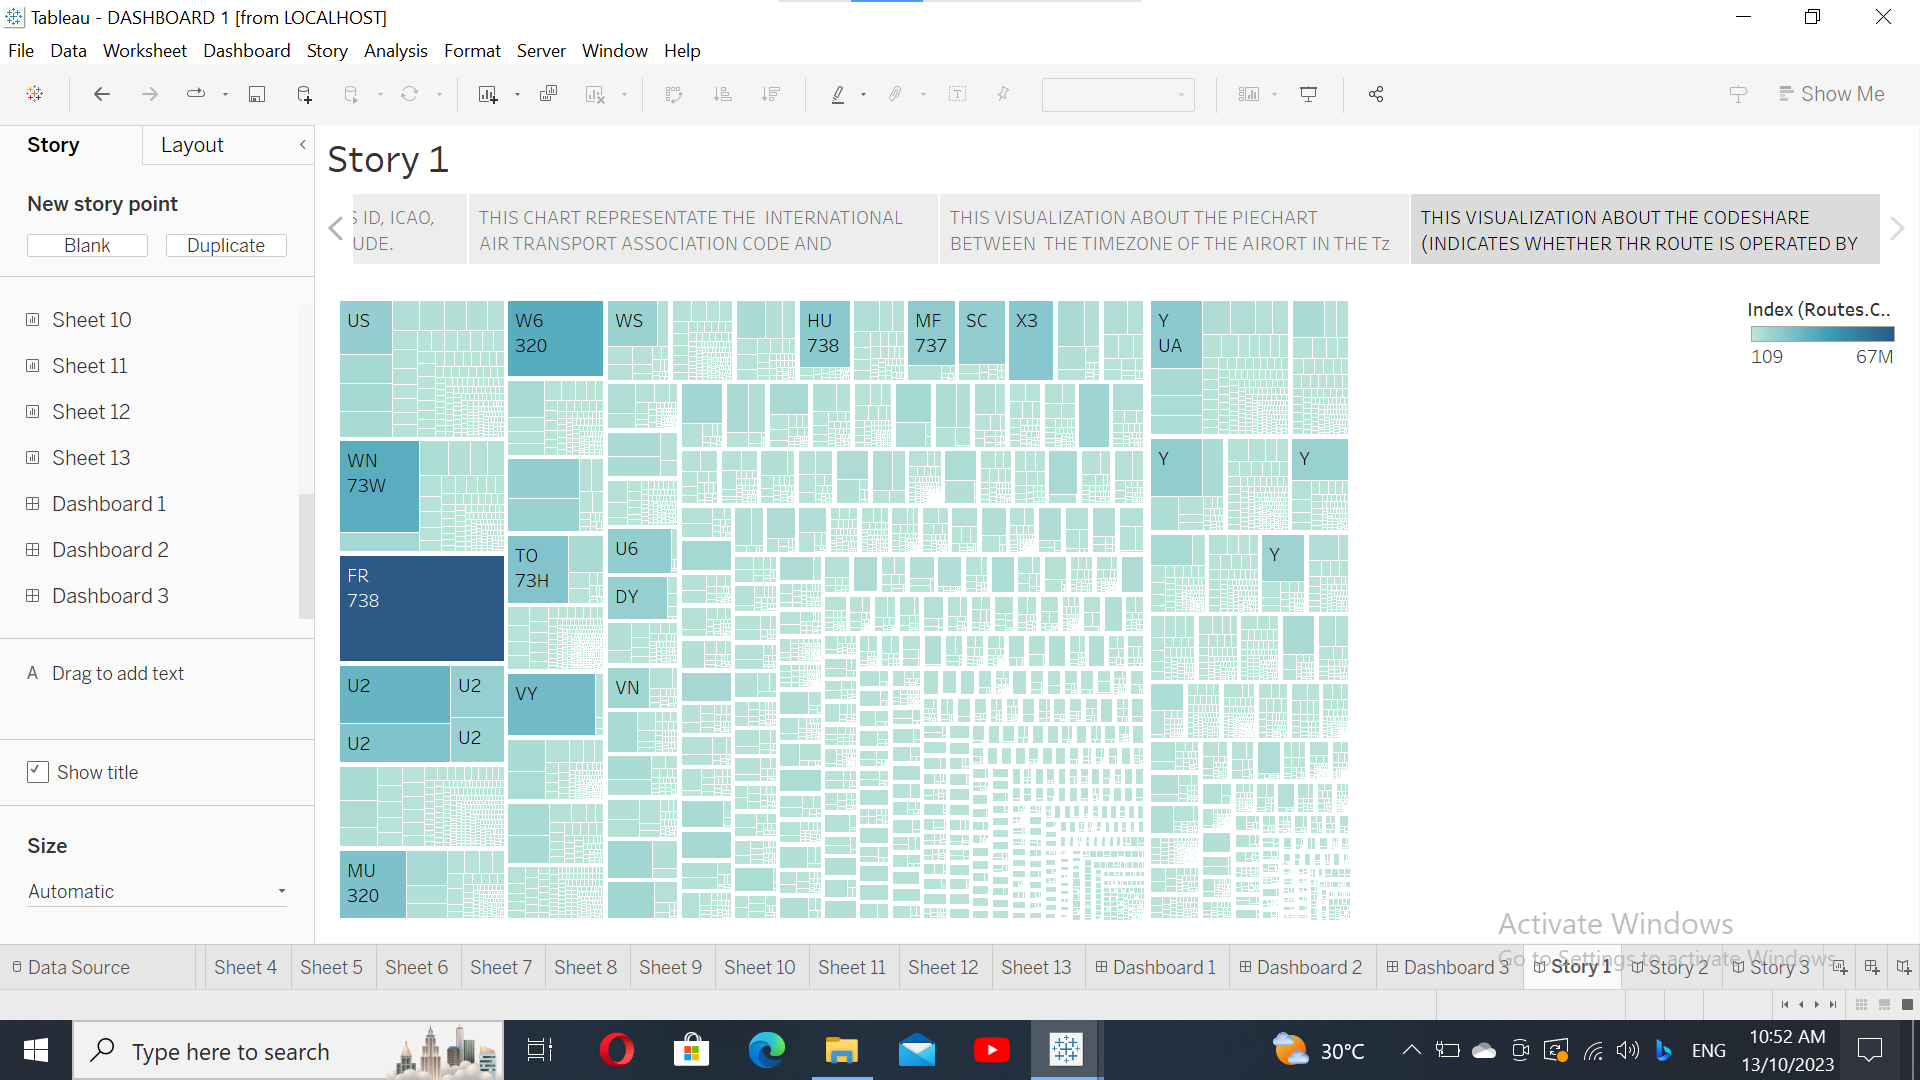 Tableau - DASHBOARD 1 [from LOCALHOST]
File Data Worksheet Dashboard Story Analysis Format Server Window Help
Show Me
Story
Layout
New story point
Blank
Duplicate
Sheet 10
Sheet 11
Sheet 12
Sheet 13
Dashboard 1
Dashboard 2
Dashboard 3
A Drag to add text
Show title
Size
Automatic
Story 1
S ID, ICAO,
UDE.
THIS CHART REPRESENTATE THE INTERNATIONAL
AIR TRANSPORT ASSOCIATION CODE AND
THIS VISUALIZATION ABOUT THE PIECHART
BETWEEN THE TIMEZONE OF THE AIRORT IN THE Tz
THIS VISUALIZATION ABOUT THE CODESHARE
(INDICATES WHETHER THR ROUTE IS OPERATED BY
US
WN
73W
FR
738
U2
U2
U2
U2
MU
320
W6
320
TO
73H
VY
WS
U6
DY
VN
HU
738
MF
737
SC
X3
Y
UA
Y
Y
Y
Index (Routes.C..
109 67M
Activate Windows
Go to Settings to activate Windows.
Data Source
Sheet 4
Sheet 5
Sheet 6
Sheet 7
Sheet 8
Sheet 9
Sheet 10
Sheet 11
Sheet 12
Sheet 13
Dashboard 1
Dashboard 2
Dashboard 3
Story 1
Story 2
Story 3
Type here to search
30°C
ENG
10:52 AM
13/10/2023